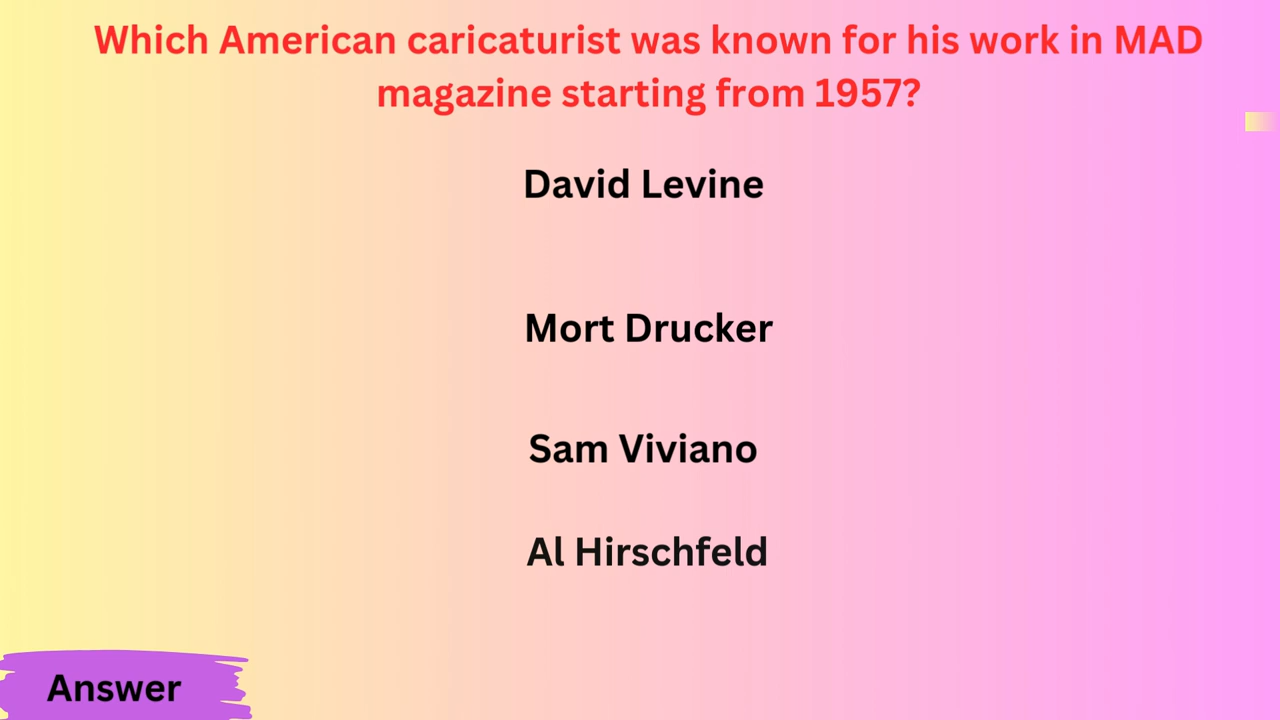 Which American caricaturist was known for his work in MAD
magazine starting from 1957?
David Levine
Mort Drucker
Sam Viviano
Al Hirschfeld
Answer